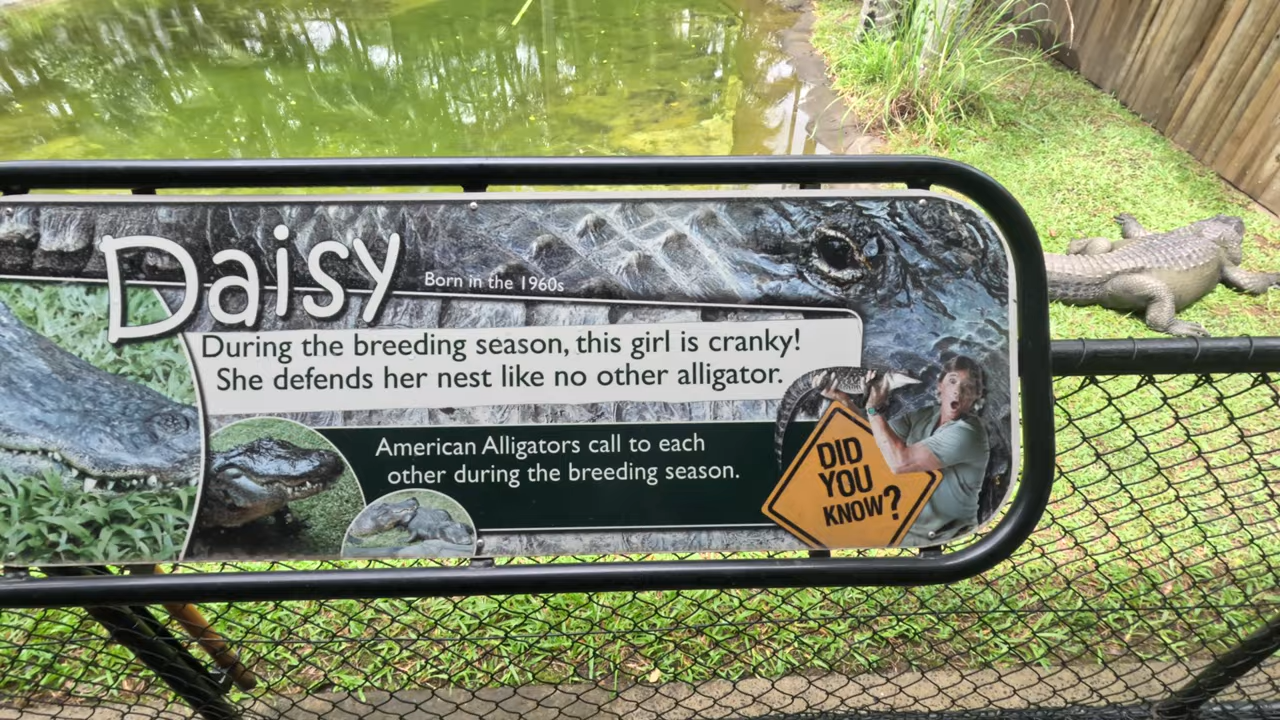 Daisy
Born in the 1960s
During the breeding season, this girl is cranky!
She defends her nest like no other alligator.
American Alligators call to each
other during the breeding season.
DID
YOU
KNOW?